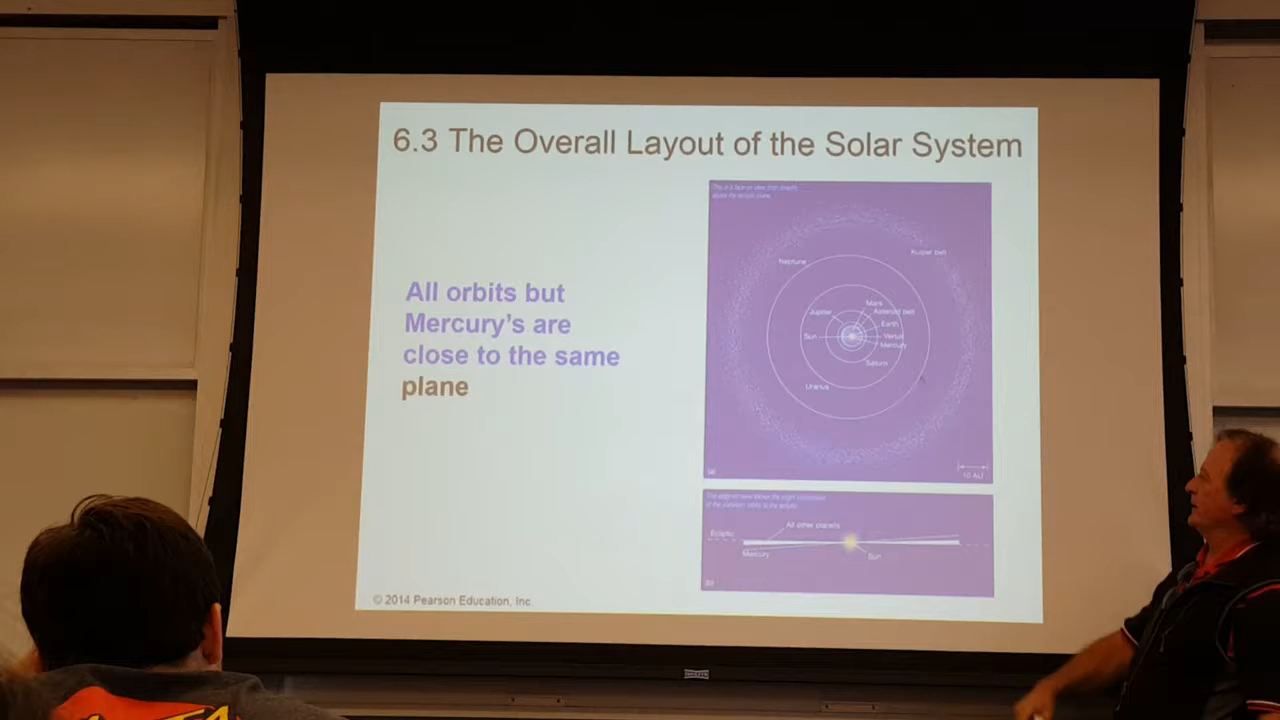 6.3 The Overall Layout of the Solar System
All orbits but
Mercury's are
close to the same
plane
Neptune
Kuiper belt
Mars
Jupiter
Asteroid belt
Earth
Sun
Venus
Mercury
Saturn
Uranus
(a)
10 AU
All other planets
Ecliptic
Mercury
Sun
(b)
© 2014 Pearson Education, Inc.